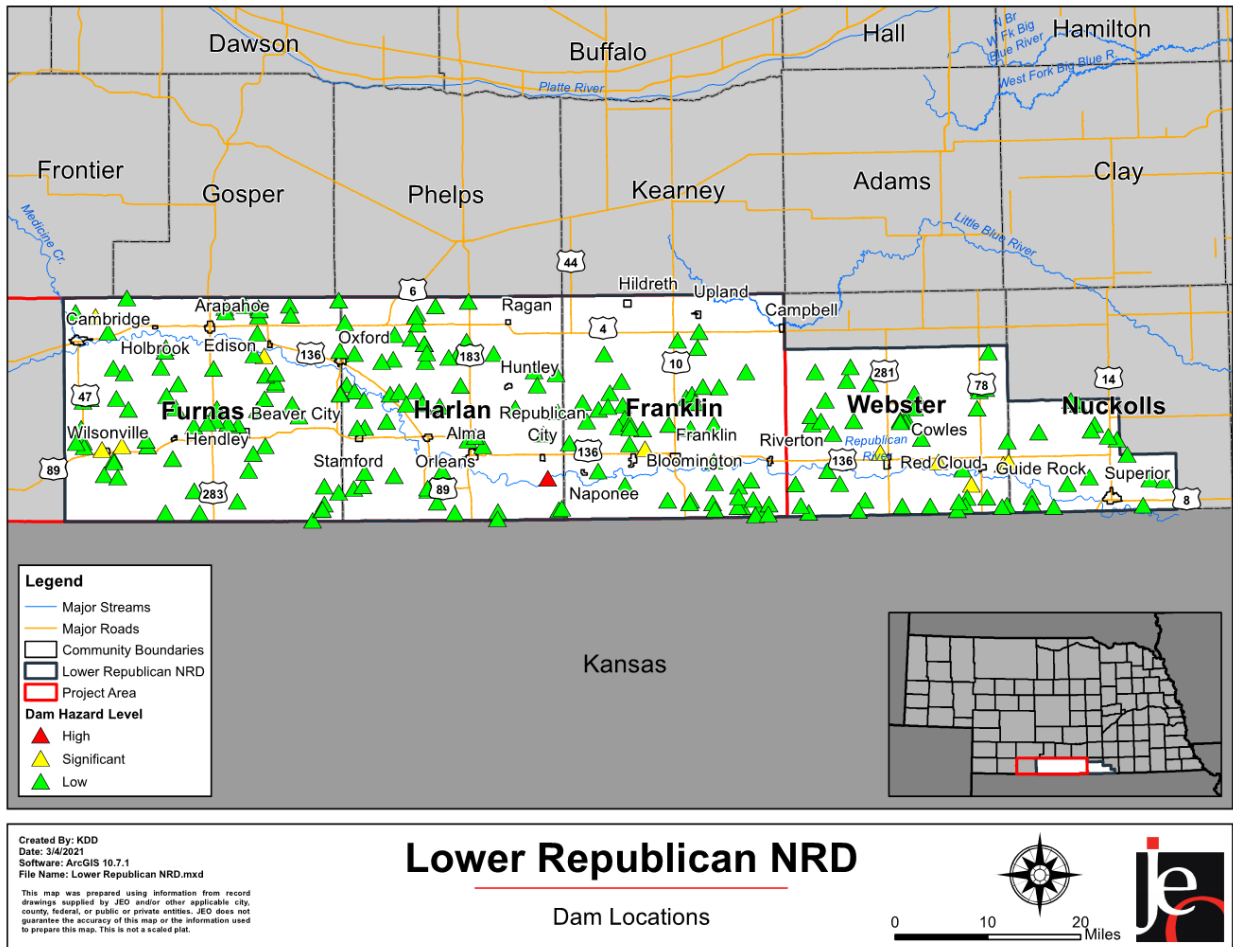 Dawson
Buffalo
Hall
Hamilton
N Br
W Fk Big
Blue River
West Fork Big Blue R.
Platte River
Frontier
Gosper
Phelps
Kearney
Adams
Clay
Medicine Cr.
Little Blue River
44
6
Hildreth
Upland
Ragan
Campbell
Arapahoe
Cambridge
4
Holbrook
Edison
136
Oxford
183
10
281
78
14
Huntley
47
Furnas
Beaver City
Harlan
Republican
City
Franklin
Webster
Nuckolls
Wilsonville
Hendley
Alma
Franklin
Riverton
Republican
River
Cowles
89
Stamford
Orleans
136
Bloomington
136
Red Cloud
Guide Rock
Superior
283
89
Naponee
8
Kansas
Legend
Major Streams
Major Roads
Community Boundaries
Lower Republican NRD
Project Area
Dam Hazard Level
High
Significant
Low
Created By: KDD
Date: 3/4/2021
Software: ArcGIS 10.7.1
File Name: Lower Republican NRD.mxd
This map was prepared using information from record
drawings supplied by JEO and/or other applicable city,
county, federal, or public or private entities. JEO does not
guarantee the accuracy of this map or the information used
to prepare this map. This is not a scaled plat.
Lower Republican NRD
Dam Locations
0 10 20
Miles
jeo